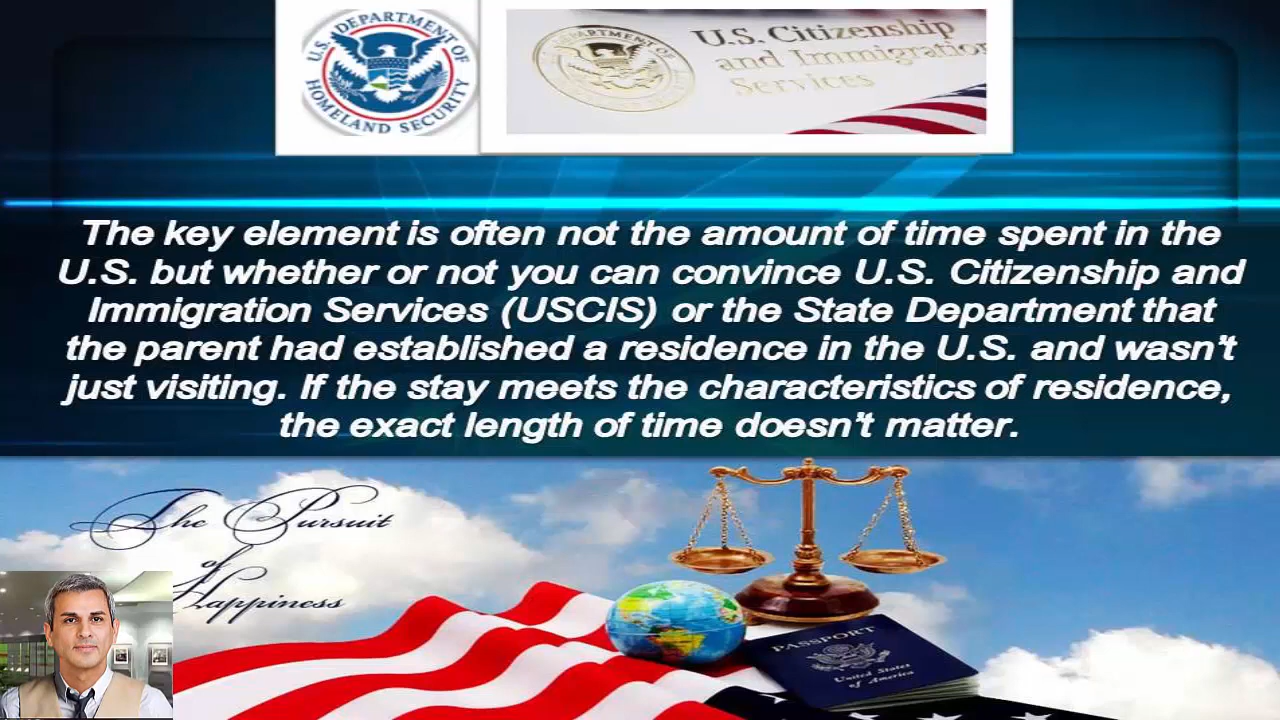 U.S. DEPARTMENT OF
HOMELAND SECURITY
DEPARTMENT OF
U.S. Citizenship
and Immigration
Services
The key element is often not the amount of time spent in the
U.S. but whether or not you can convince U.S. Citizenship and
Immigration Services (USCIS) or the State Department that
the parent had established a residence in the U.S. and wasn't
just visiting. If the stay meets the characteristics of residence,
the exact length of time doesn't matter.
The Pursuit
of
Happiness
PASSPORT
United States
of America